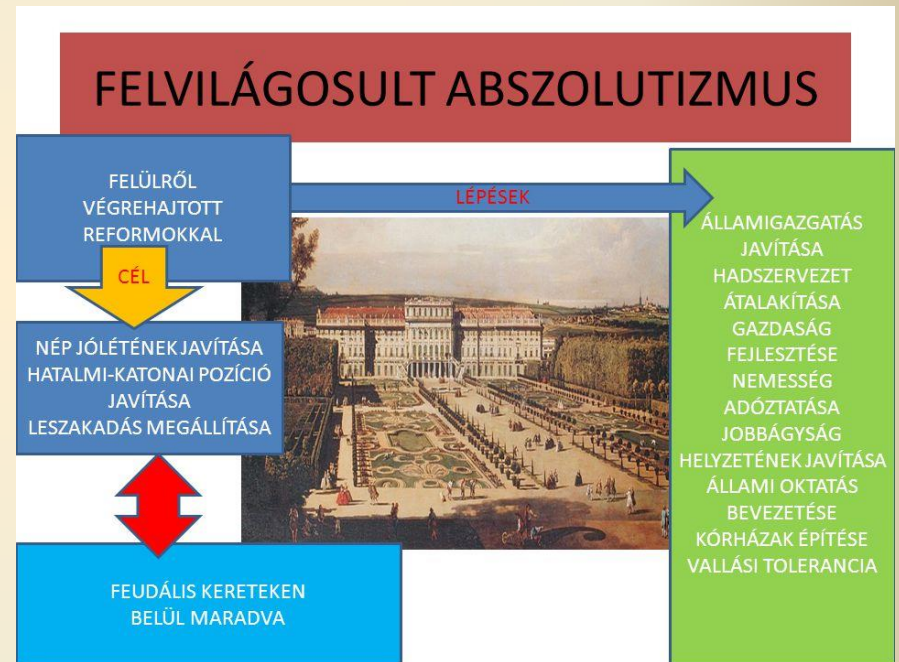 FELVILÁGOSULT ABSZOLUTIZMUS
FELÜLRŐL
VÉGREHAJTOTT
REFORMOKKAL
CÉL
NÉP JÓLÉTÉNEK JAVÍTÁSA
HATALMI-KATONAI POZÍCIÓ
JAVÍTÁSA
LESZAKADÁS MEGÁLLÍTÁSA
FEUDÁLIS KERETEKEN
BELÜL MARADVA
LÉPÉSEK
ÁLLAMIGAZGATÁS
JAVÍTÁSA
HADSZERVEZET
ÁTALAKÍTÁSA
GAZDASÁG
FEJLESZTÉSE
NEMESSÉG
ADÓZTATÁSA
JOBBÁGYSÁG
HELYZETÉNEK JAVÍTÁSA
ÁLLAMI OKTATÁS
BEVEZETÉSE
KÓRHÁZAK ÉPÍTÉSE
VALLÁSI TOLERANCIA